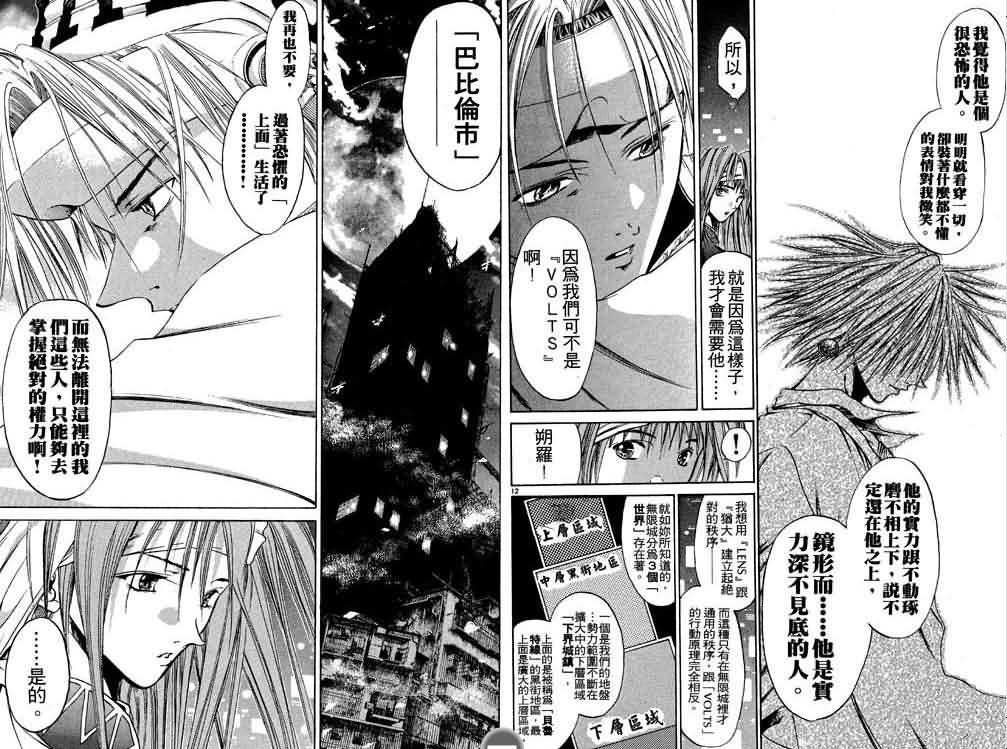 我覺得他是個
很恐怖的人。
明明就看穿一切，
卻裝著什麼都不懂
的表情對我微笑。
他的實力跟不動琢
磨不相上下，說不
定還在他之上，
鏡形而……他是實
力深不見底的人。
所以，
就是因為這樣子，
我才會需要他……
因為我們可不是
『VOLTS』
啊！
！
朔羅！
12
我想用『LENS』跟
『猶大』建立起絕
對的秩序——
而這種只有在無限城裡才
通用的秩序，跟「VOLTS」
的行動原理完全相反。
就如妳所知道的，
無限城分為3個「
世界」存在著。
上層區域
中層黑街地區
下層區域
一個是我們的地盤
…勢力範圍不斷在
擴大中的下層區域
「下界城鎮」，
上面的是被稱為「貝魯
特線」的黑街地區，最
上面是廣大的上層區域
「巴比倫市」
——
我再也不要，
過著恐懼的「
上面」生活了
…………！
而無法離開這裡的我
們這些人，只能夠去
掌握絕對的權力啊！
……是的。